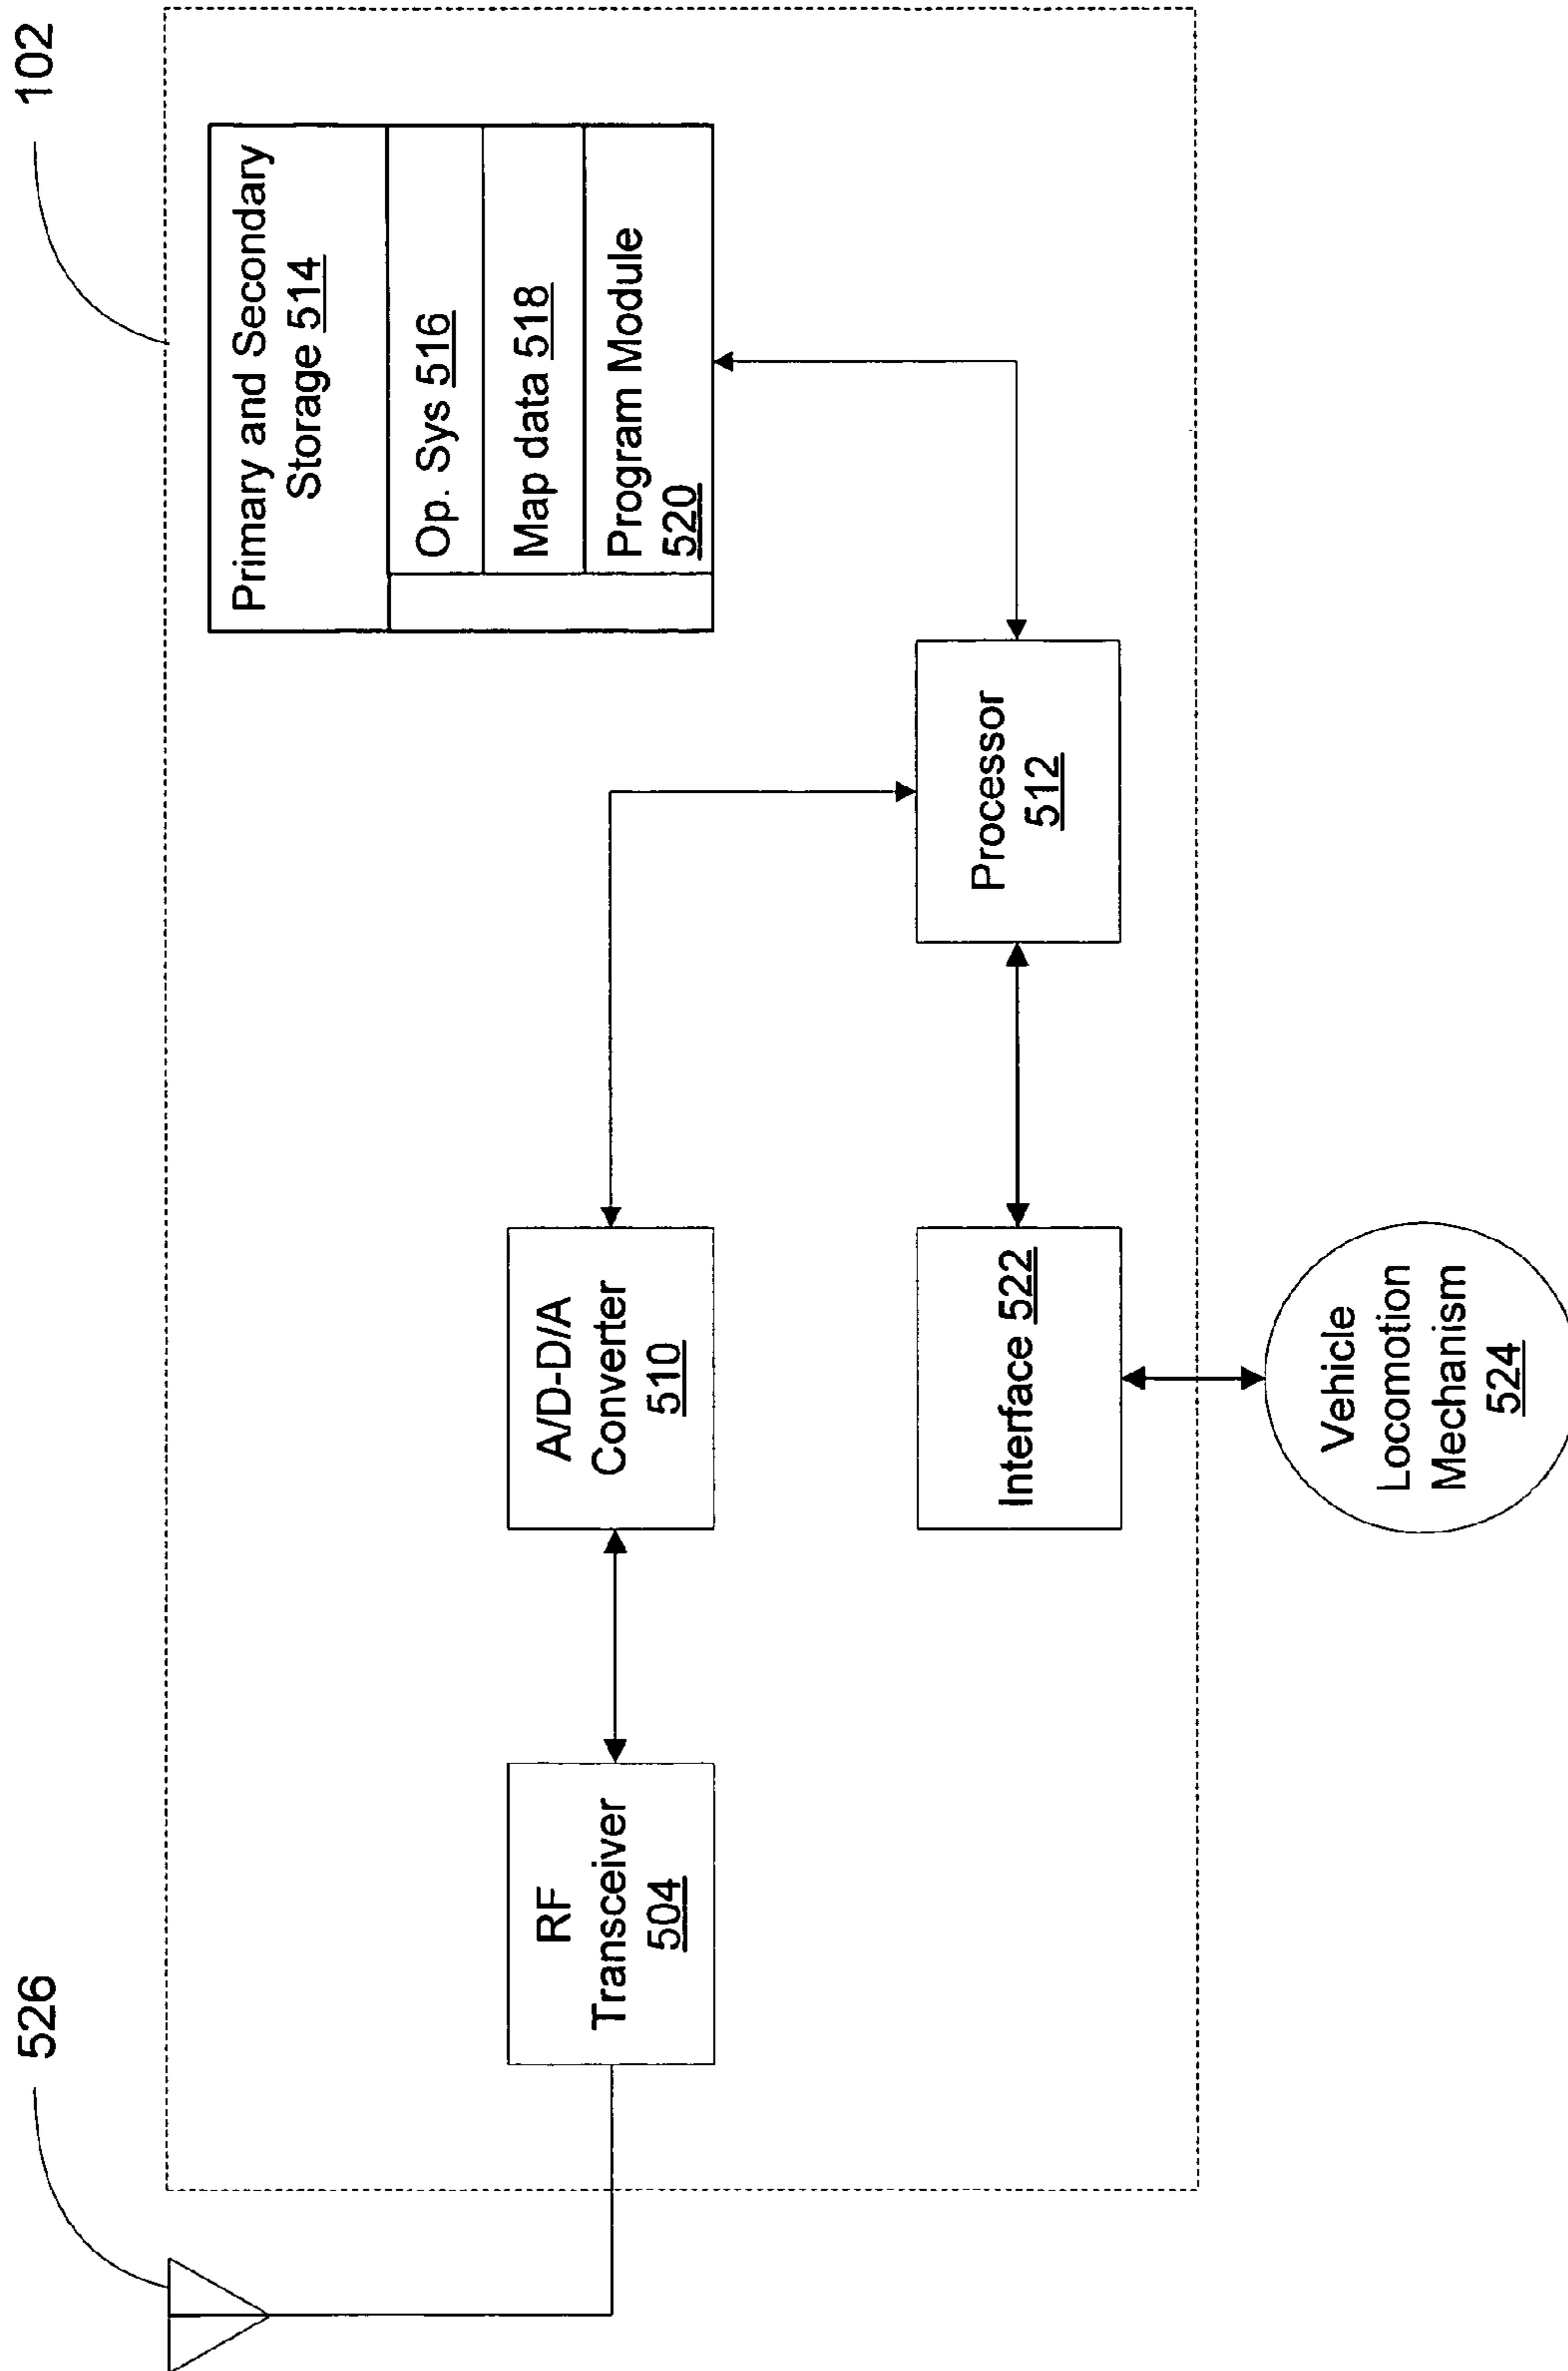 102
Primary and Secondary
Storage 514
Op. Sys 516
Map data 518
Program Module
520
Processor
512
A/D-D/A
Converter
510
Interface 522
RF
Transceiver
504
Vehicle
Locomotion
Mechanism
524
526